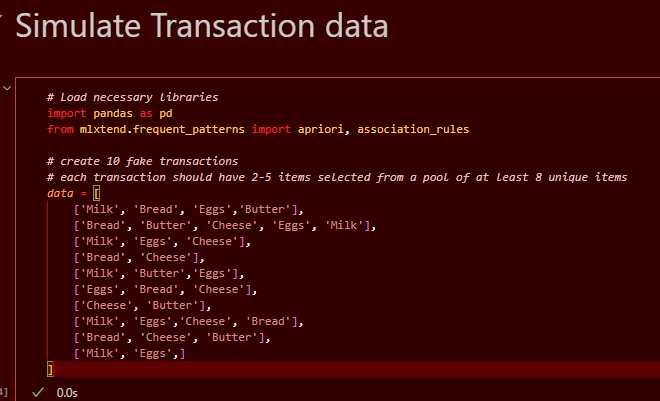 Simulate Transaction data
# Load necessary libraries
import pandas as pd
from mlxtend.frequent_patterns import apriori, association_rules
# create 10 fake transactions
# each transaction should have 2-5 items selected from a pool of at least 8 unique items
data = [
['Milk', 'Bread', 'Eggs','Butter'],
['Bread', 'Butter', 'Cheese', 'Eggs', 'Milk'],
['Milk', 'Eggs', 'Cheese'],
['Bread', 'Cheese'],
['Milk', 'Butter','Eggs'],
['Eggs', 'Bread', 'Cheese'],
['Cheese', 'Butter'],
['Milk', 'Eggs','Cheese', 'Bread'],
['Bread', 'Cheese', 'Butter'],
['Milk', 'Eggs',]
]
0.0s